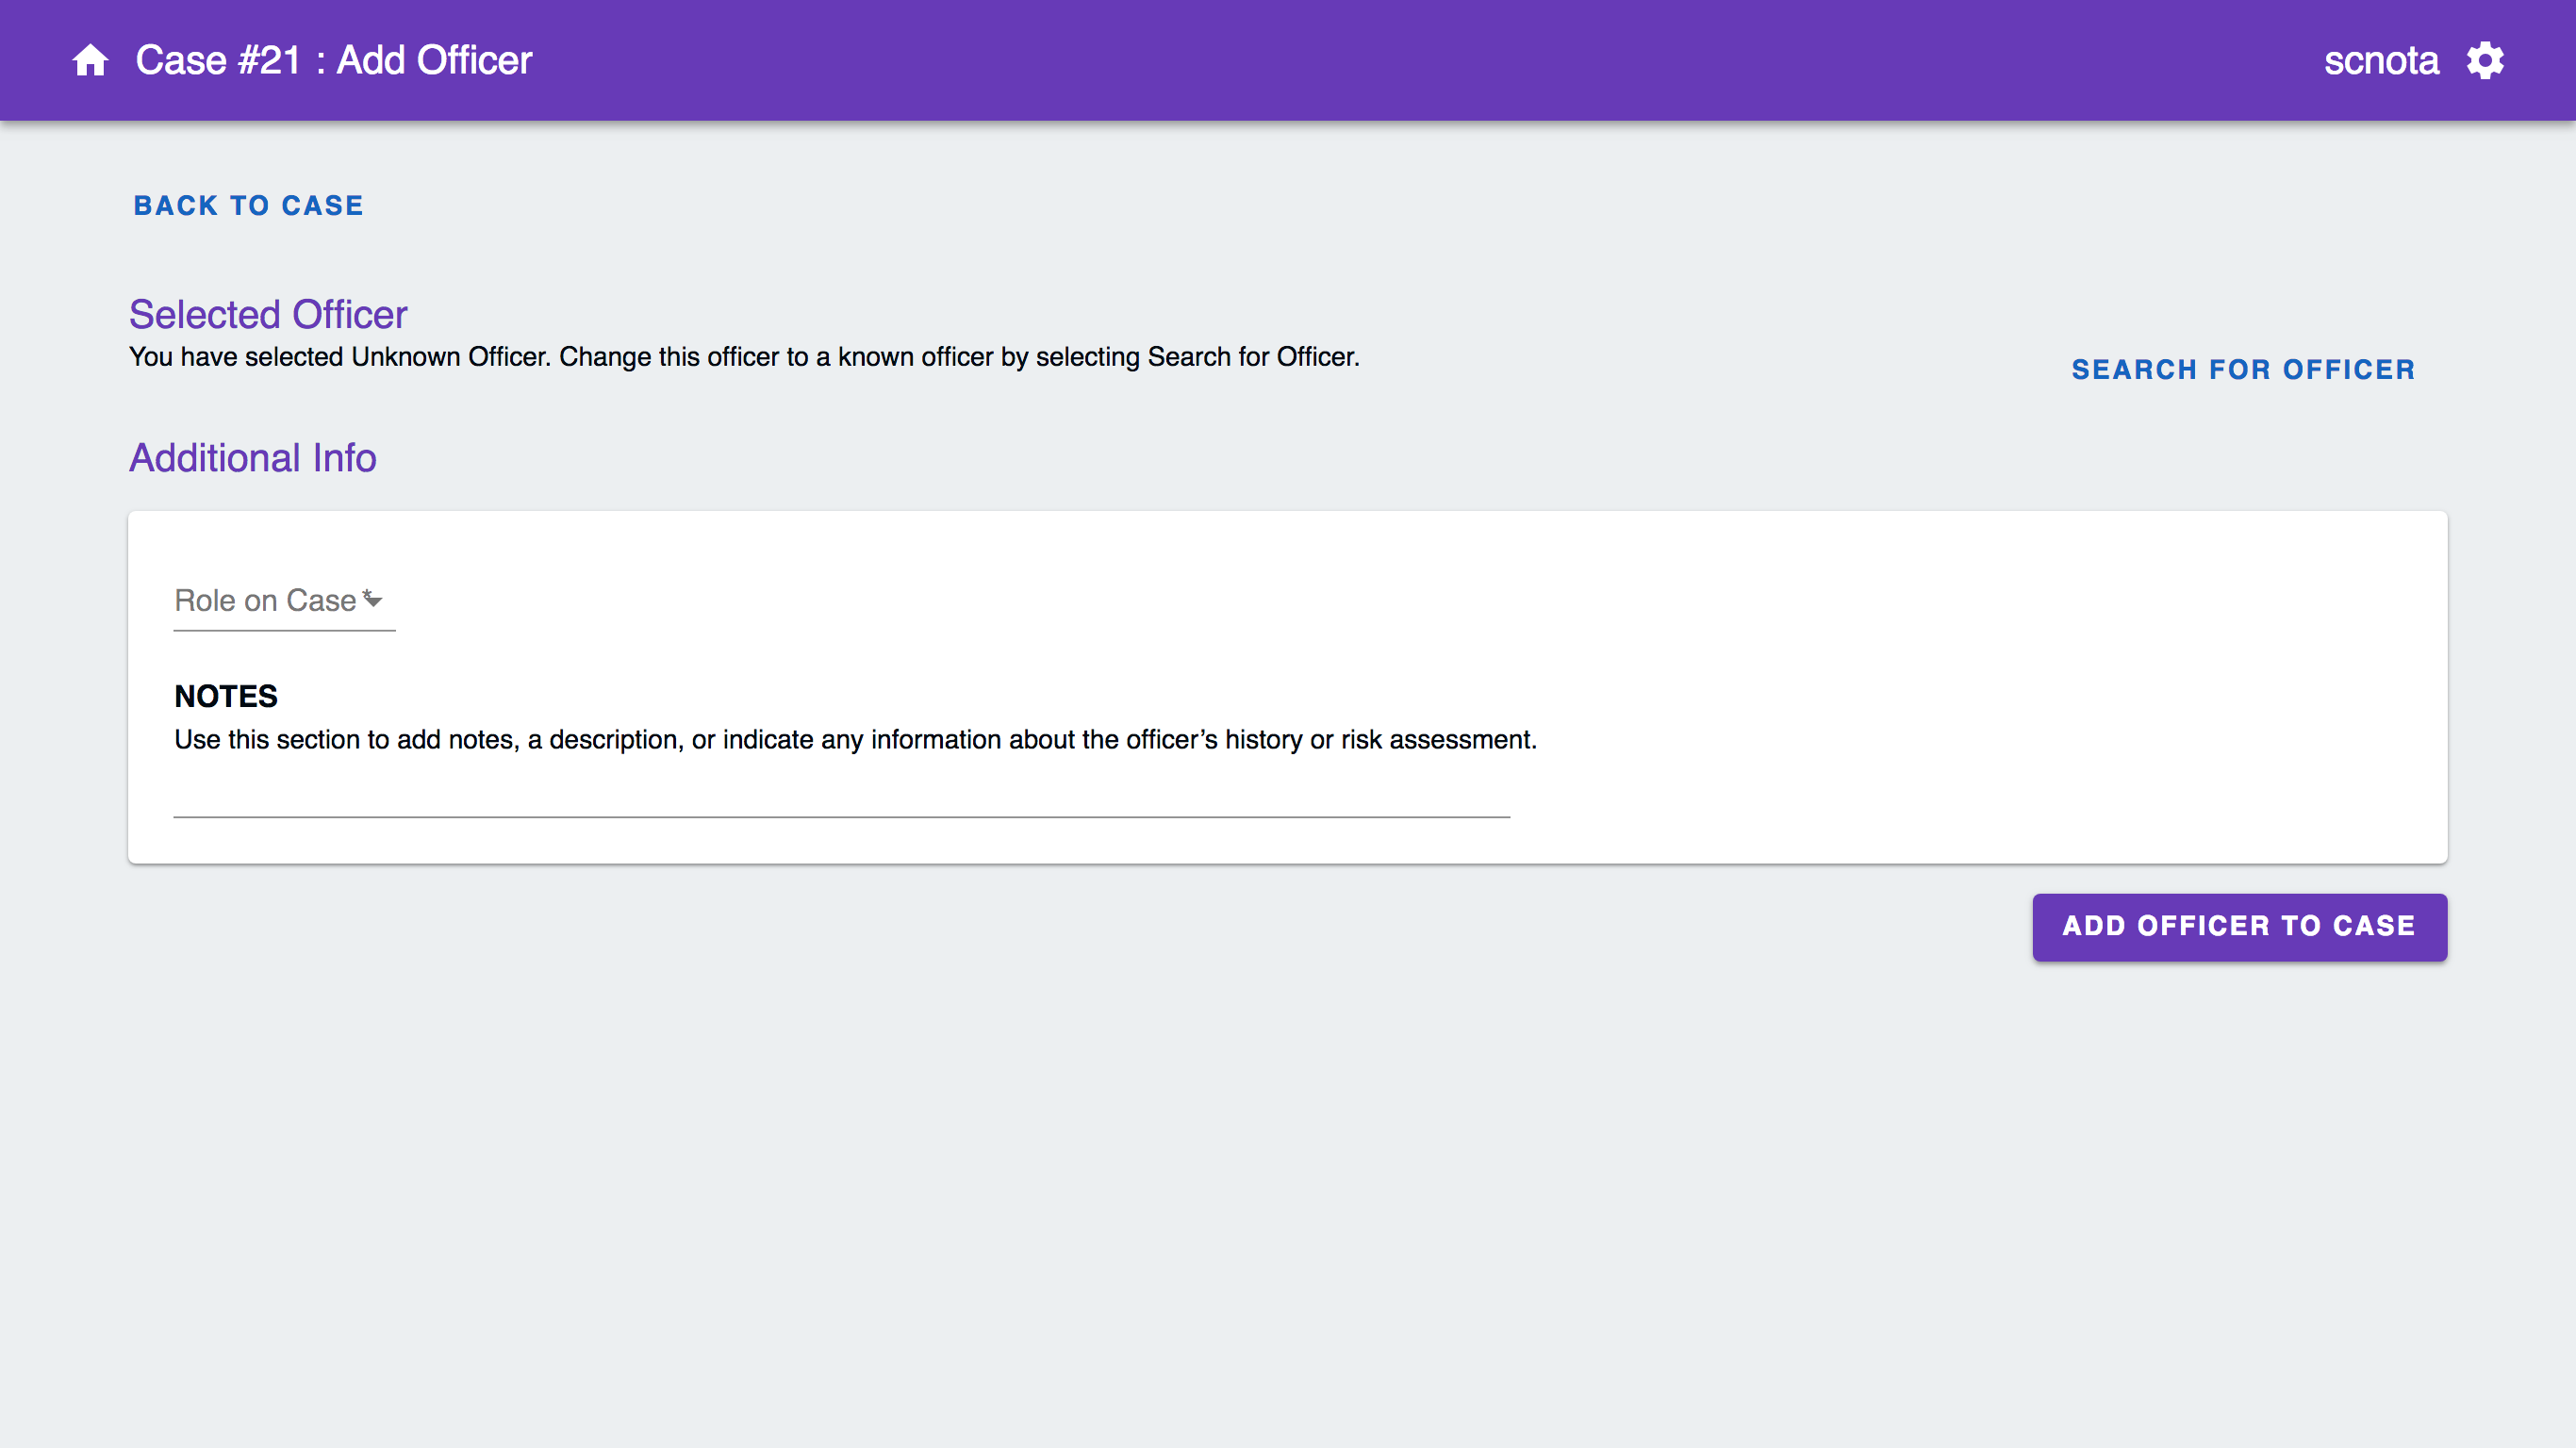 Case #21 : Add Officer
scnota
BACK TO CASE
Selected Officer
You have selected Unknown Officer. Change this officer to a known officer by selecting Search for Officer.
SEARCH FOR OFFICER
Additional Info
Role on Case *
NOTES
Use this section to add notes, a description, or indicate any information about the officer’s history or risk assessment.
ADD OFFICER TO CASE